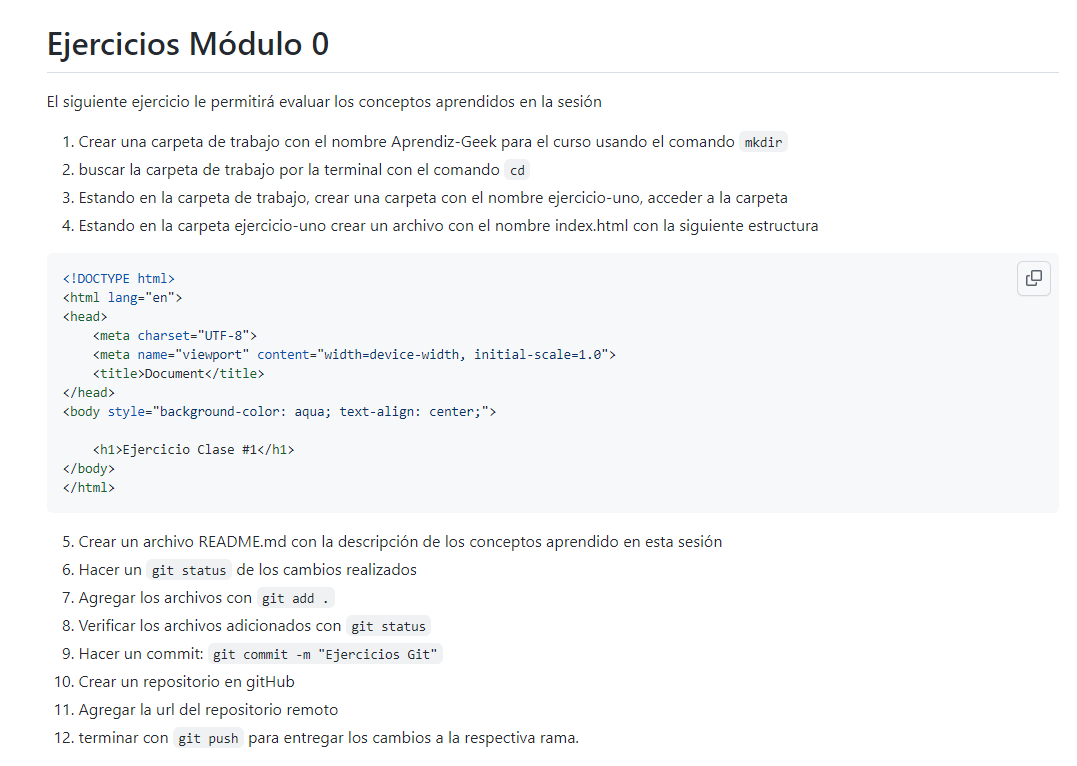 Ejercicios Módulo 0
El siguiente ejercicio le permitirá evaluar los conceptos aprendidos en la sesión
1. Crear una carpeta de trabajo con el nombre Aprendiz-Geek para el curso usando el comando mkdir
2. buscar la carpeta de trabajo por la terminal con el comando cd
3. Estando en la carpeta de trabajo, crear una carpeta con el nombre ejercicio-uno, acceder a la carpeta
4. Estando en la carpeta ejercicio-uno crear un archivo con el nombre index.html con la siguiente estructura
<!DOCTYPE html>
<html lang="en">
<head>
    <meta charset="UTF-8">
    <meta name="viewport" content="width=device-width, initial-scale=1.0">
    <title>Document</title>
</head>
<body style="background-color: aqua; text-align: center;">
    <h1>Ejercicio Clase #1</h1>
</body>
</html>
5. Crear un archivo README.md con la descripción de los conceptos aprendido en esta sesión
6. Hacer un git status de los cambios realizados
7. Agregar los archivos con git add .
8. Verificar los archivos adicionados con git status
9. Hacer un commit: git commit -m "Ejercicios Git"
10. Crear un repositorio en gitHub
11. Agregar la url del repositorio remoto
12. terminar con git push para entregar los cambios a la respectiva rama.